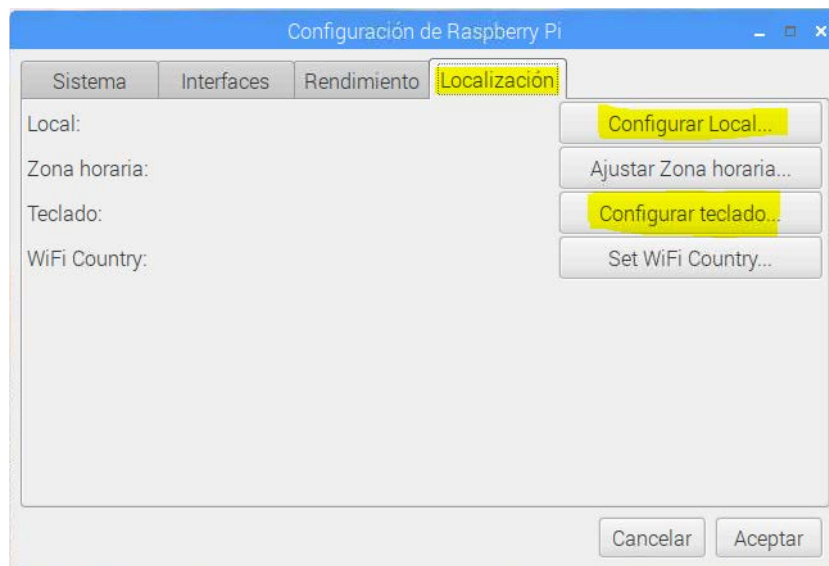 Configuración de Raspberry Pi
Sistema Interfaces Rendimiento Localización
Local: Configurar Local...
Zona horaria: Ajustar Zona horaria...
Teclado: Configurar teclado...
WiFi Country: Set WiFi Country...
Cancelar Aceptar